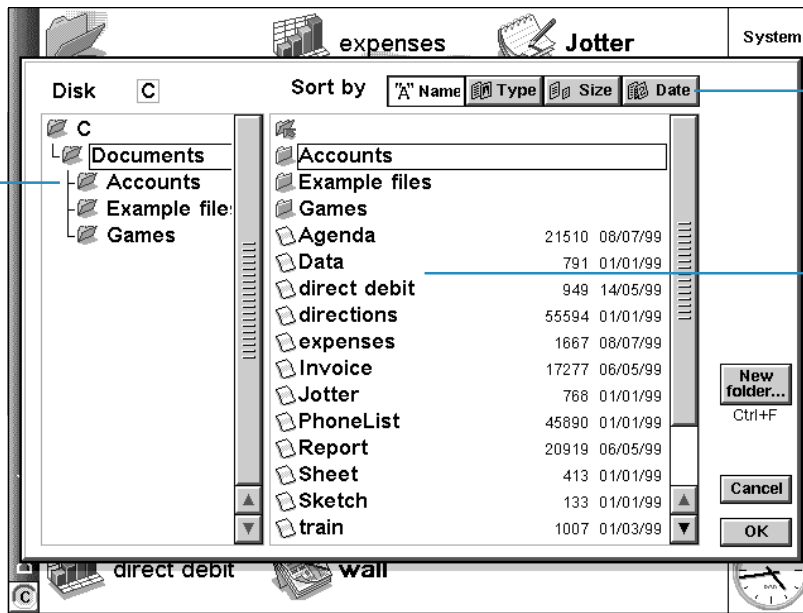 expenses Jotter System
Disk C Sort by "A" Name Type Size Date
C
Documents
Accounts
Example file
Games
Accounts
Example files
Games
Agenda 21510 08/07/99
Data 791 01/01/99
direct debit 949 14/05/99
directions 55594 01/01/99
expenses 1667 08/07/99
Invoice 17277 06/05/99
Jotter 768 01/01/99
PhoneList 45890 01/01/99
Report 20919 06/05/99
Sheet 413 01/01/99
Sketch 133 01/01/99
train 1007 01/03/99
New
folder...
Ctrl+F
Cancel
OK
direct debit wall
C